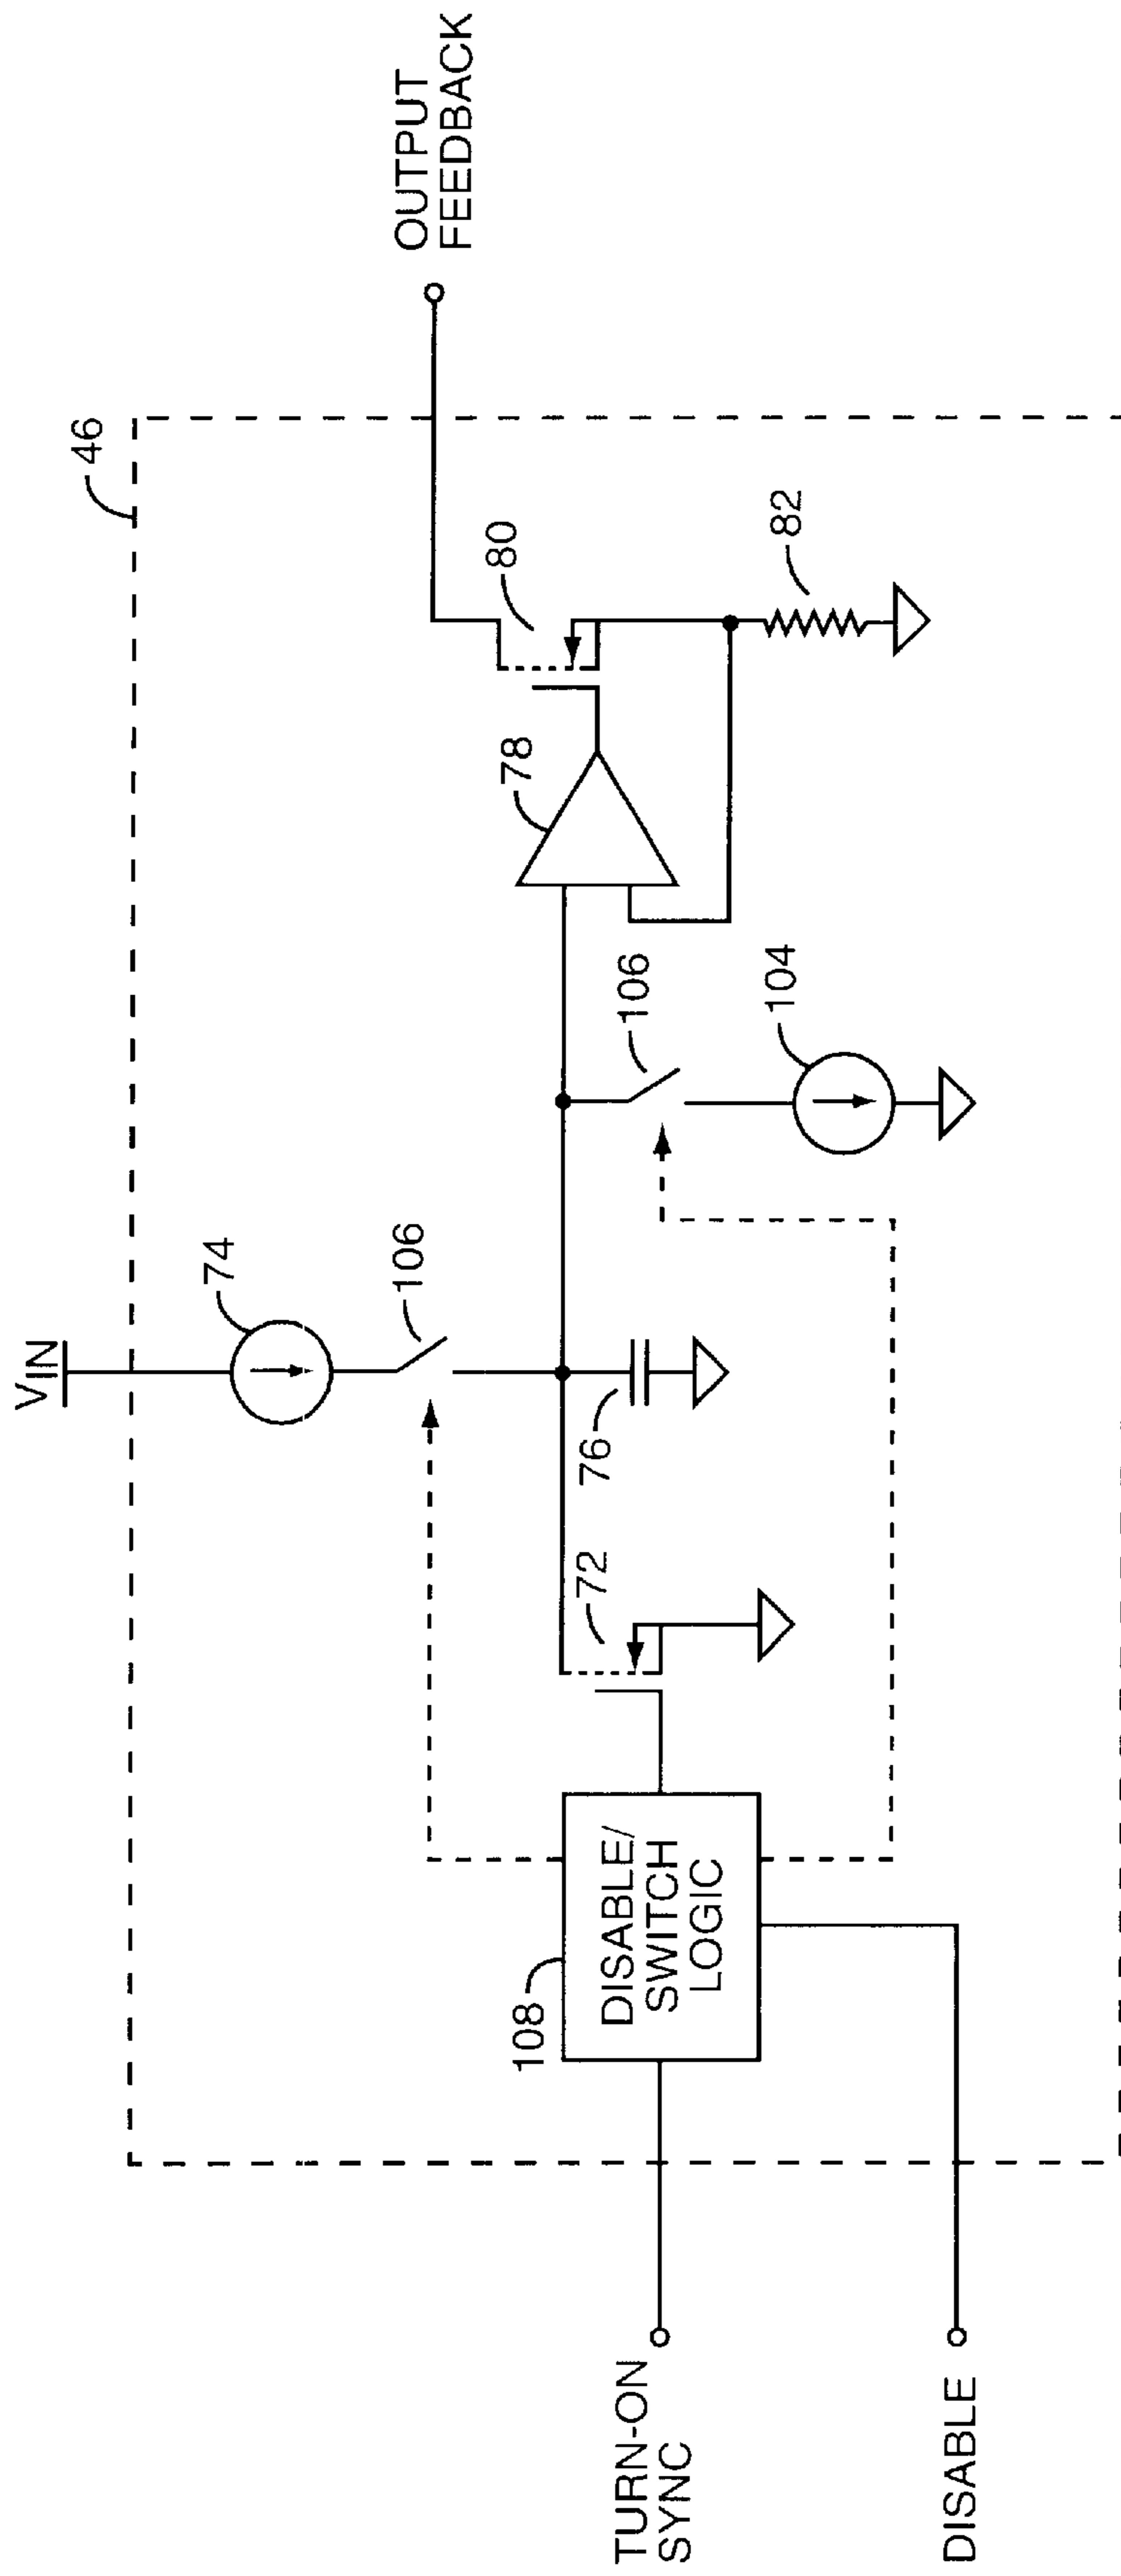 V_IN
46
74
106
OUTPUT
FEEDBACK
80
78
106
72
76
82
104
108
DISABLE/
SWITCH
LOGIC
TURN-ON
SYNC
DISABLE